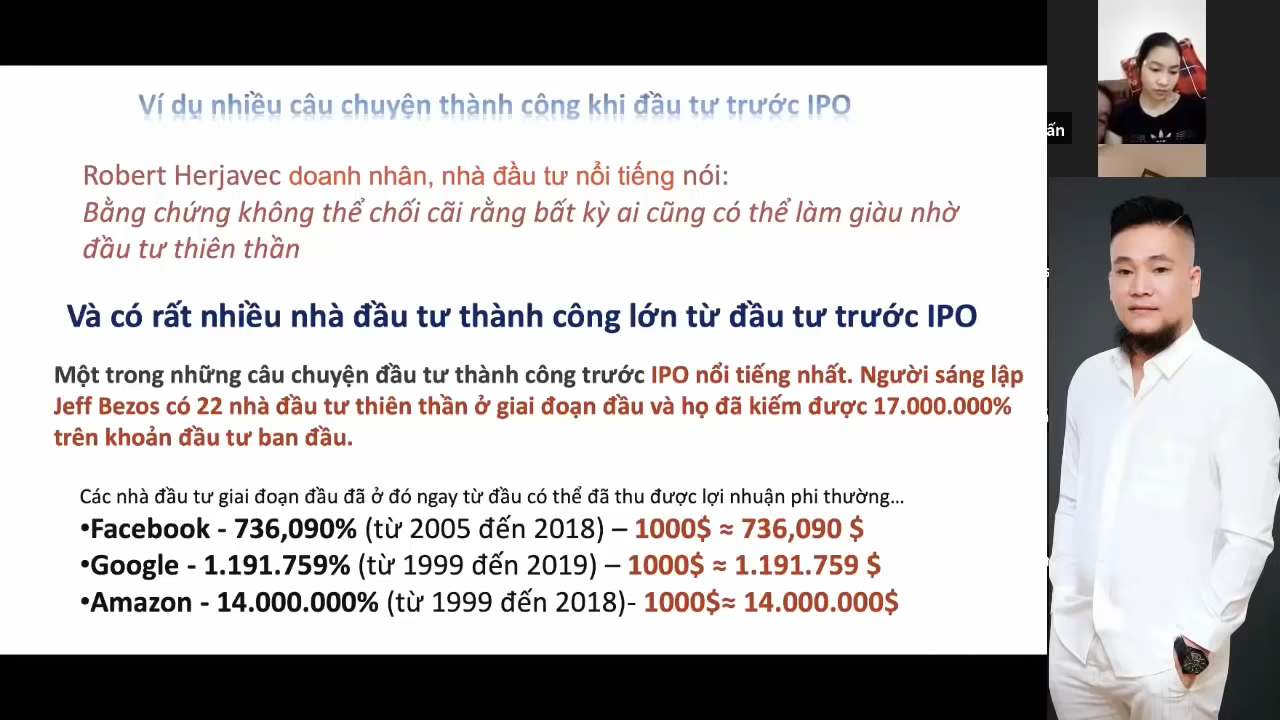 Ví dụ nhiều câu chuyện thành công khi đầu tư trước IPO
Robert Herjavec doanh nhân, nhà đầu tư nổi tiếng nói:
Bằng chứng không thể chối cãi rằng bất kỳ ai cũng có thể làm giàu nhờ
đầu tư thiên thần
Và có rất nhiều nhà đầu tư thành công lớn từ đầu tư trước IPO
Một trong những câu chuyện đầu tư thành công trước IPO nổi tiếng nhất. Người sáng lập
Jeff Bezos có 22 nhà đầu tư thiên thần ở giai đoạn đầu và họ đã kiếm được 17.000.000%
trên khoản đầu tư ban đầu.
Các nhà đầu tư giai đoạn đầu đã ở đó ngay từ đầu có thể đã thu được lợi nhuận phi thường...
•Facebook - 736,090% (từ 2005 đến 2018) – 1000$ ≈ 736,090 $
•Google - 1.191.759% (từ 1999 đến 2019) – 1000$ ≈ 1.191.759 $
•Amazon - 14.000.000% (từ 1999 đến 2018)- 1000$≈ 14.000.000$
ấn